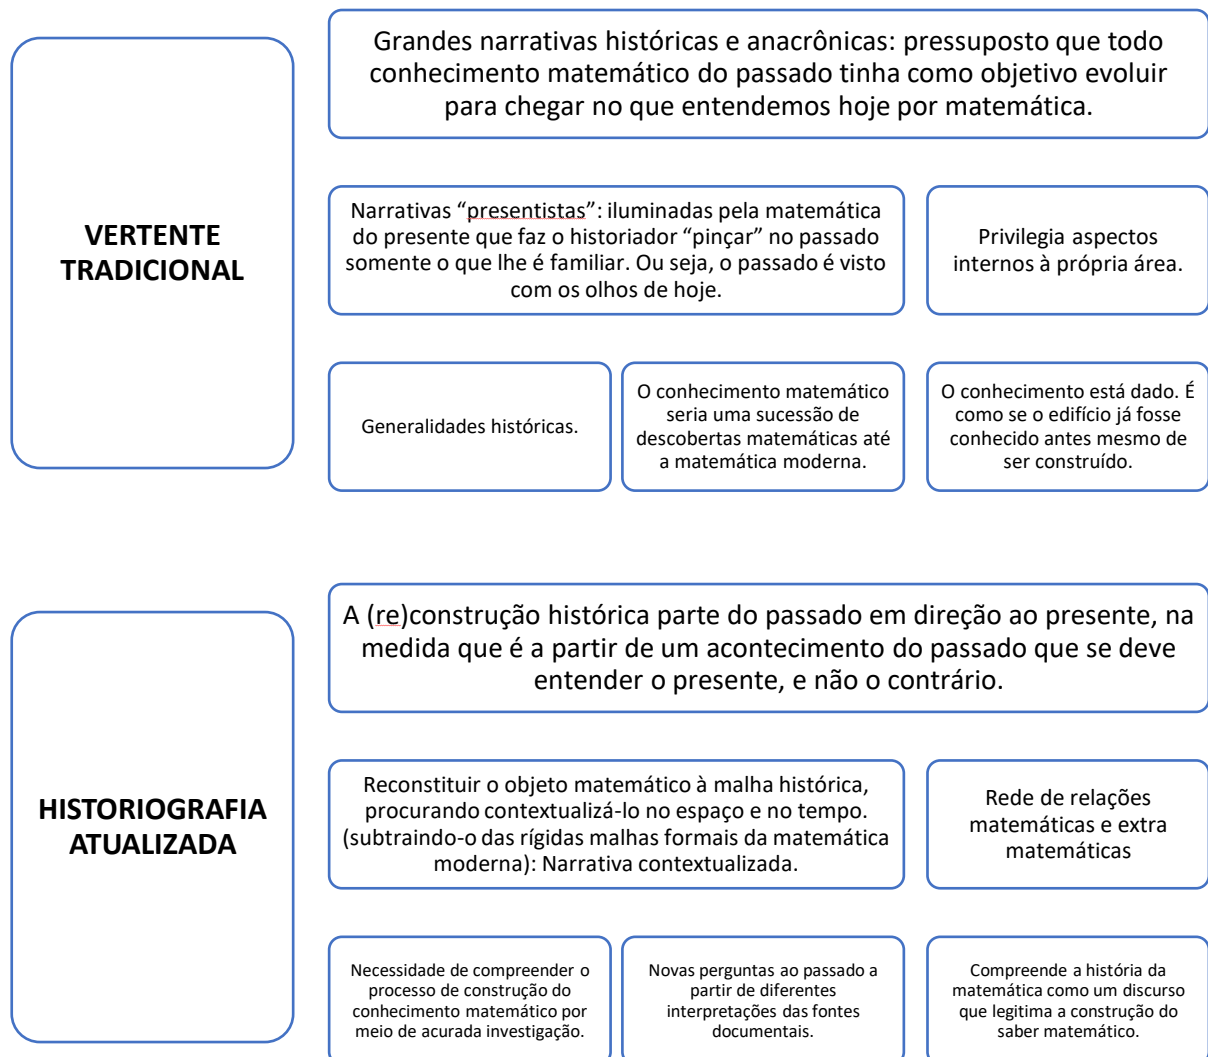 VERTENTE
TRADICIONAL
Grandes narrativas históricas e anacrônicas: pressuposto que todo
conhecimento matemático do passado tinha como objetivo evoluir
para chegar no que entendemos hoje por matemática.
Narrativas “presentistas”: iluminadas pela matemática
do presente que faz o historiador “pinçar” no passado
somente o que lhe é familiar. Ou seja, o passado é visto
com os olhos de hoje.
Privilegia aspectos
internos à própria área.
Generalidades históricas.
O conhecimento matemático
seria uma sucessão de
descobertas matemáticas até
a matemática moderna.
O conhecimento está dado. É
como se o edifício já fosse
conhecido antes mesmo de
ser construído.
HISTORIOGRAFIA
ATUALIZADA
A (re)construção histórica parte do passado em direção ao presente, na
medida que é a partir de um acontecimento do passado que se deve
entender o presente, e não o contrário.
Reconstituir o objeto matemático à malha histórica,
procurando contextualizá-lo no espaço e no tempo.
(subtraindo-o das rígidas malhas formais da matemática
moderna): Narrativa contextualizada.
Rede de relações
matemáticas e extra
matemáticas
Necessidade de compreender o
processo de construção do
conhecimento matemático por
meio de acurada investigação.
Novas perguntas ao passado a
partir de diferentes
interpretações das fontes
documentais.
Compreende a história da
matemática como um discurso
que legitima a construção do
saber matemático.